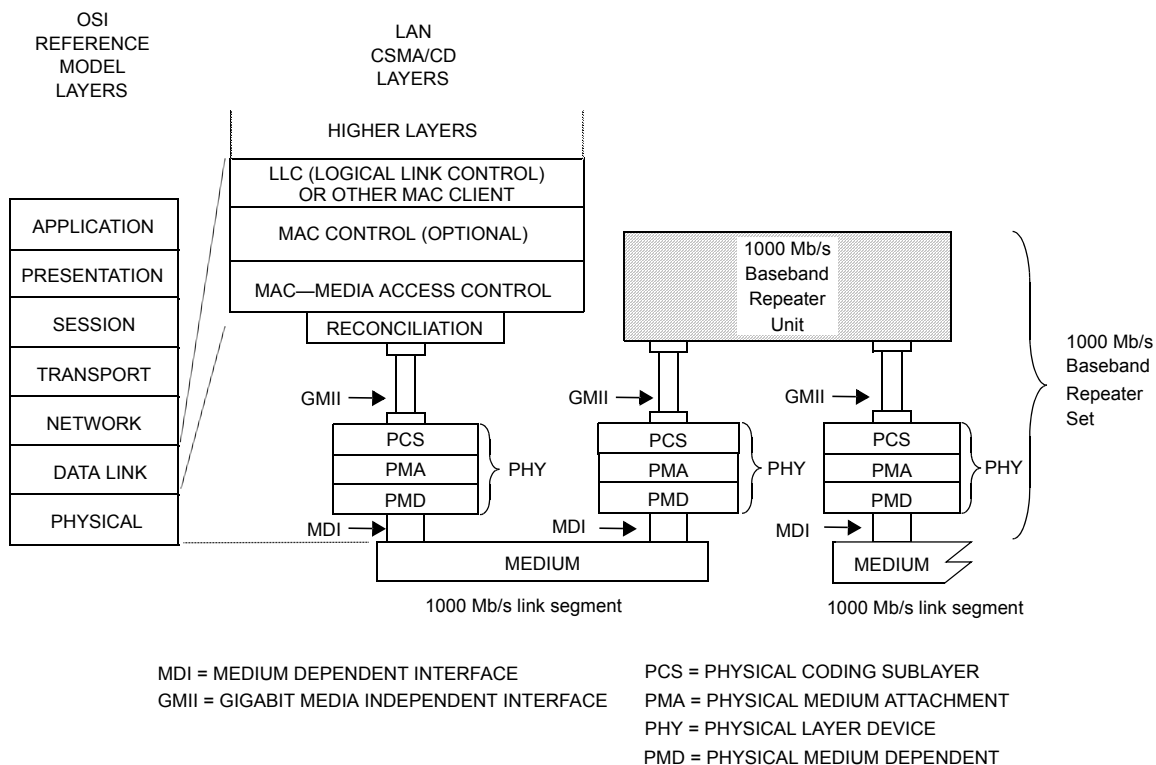 OSI
REFERENCE
MODEL
LAYERS
LAN
CSMA/CD
LAYERS
HIGHER LAYERS
LLC (LOGICAL LINK CONTROL)
OR OTHER MAC CLIENT
MAC CONTROL (OPTIONAL)
MAC—MEDIA ACCESS CONTROL
RECONCILIATION
APPLICATION
PRESENTATION
SESSION
TRANSPORT
NETWORK
DATA LINK
PHYSICAL
1000 Mb/s
Baseband
Repeater
Unit
1000 Mb/s
Baseband
Repeater
Set
GMII
PCS
PMA
PMD
PHY
MDI
GMII
PCS
PMA
PMD
PHY
MDI
GMII
PCS
PMA
PMD
PHY
MDI
MEDIUM
MEDIUM
1000 Mb/s link segment
1000 Mb/s link segment
MDI = MEDIUM DEPENDENT INTERFACE
GMII = GIGABIT MEDIA INDEPENDENT INTERFACE
PCS = PHYSICAL CODING SUBLAYER
PMA = PHYSICAL MEDIUM ATTACHMENT
PHY = PHYSICAL LAYER DEVICE
PMD = PHYSICAL MEDIUM DEPENDENT